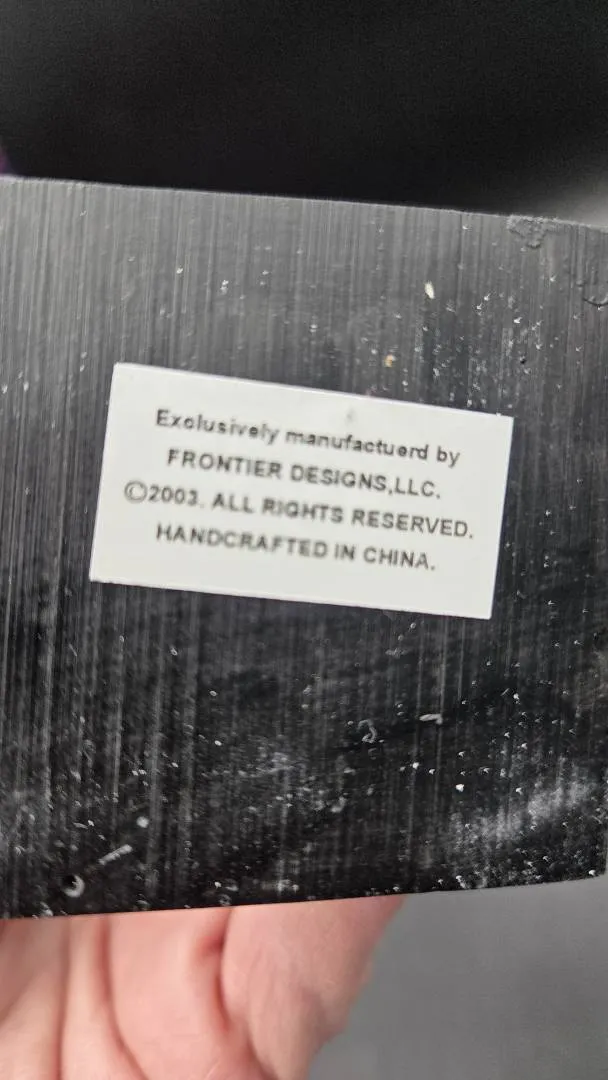 Exclusively manufactuerd by
FRONTIER DESIGNS,LLC.
©2003. ALL RIGHTS RESERVED.
HANDCRAFTED IN CHINA.